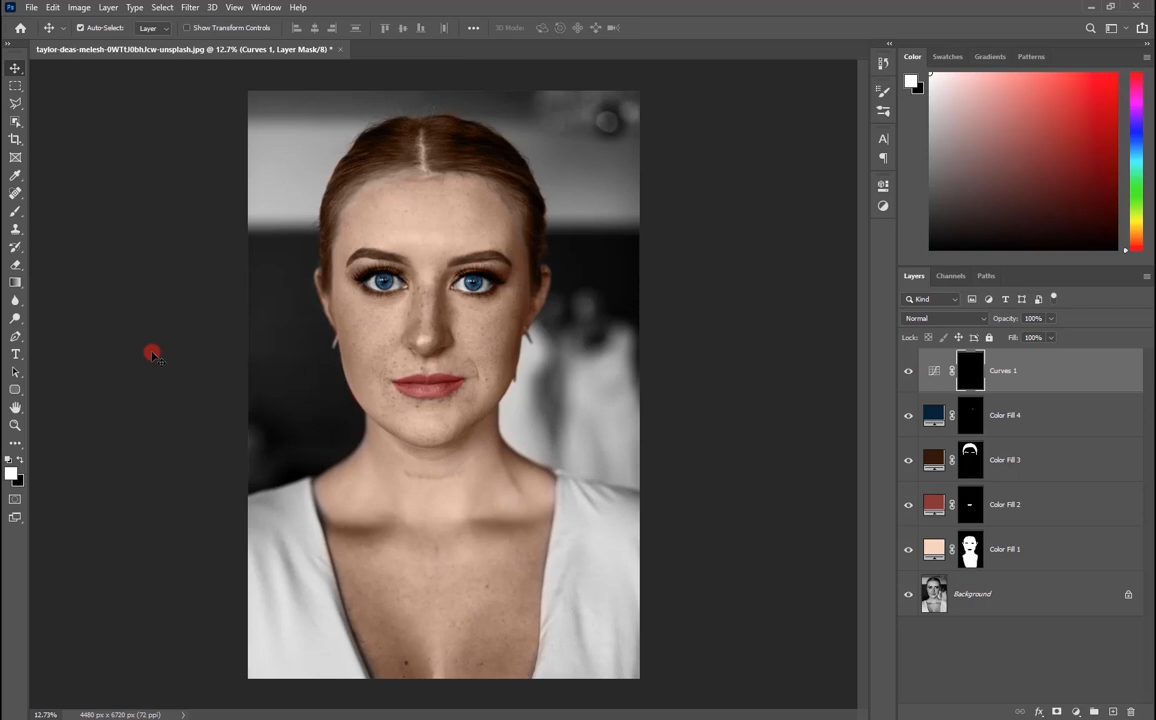 Ps File Edit Image Layer Type Select Filter 3D View Window Help
Auto-Select: Layer Show Transform Controls 3D Mode:
taylor-deas-melesh-0WTtJ0bhJcw-unsplash.jpg @ 12.7% (Curves 1, Layer Mask/8) *
Color Swatches Gradients Patterns
Layers Channels Paths
Kind
Normal Opacity: 100%
Lock: Fill: 100%
Curves 1
Color Fill 4
Color Fill 3
Color Fill 2
Color Fill 1
Background
12.73% 4480 px x 6720 px (72 ppi)